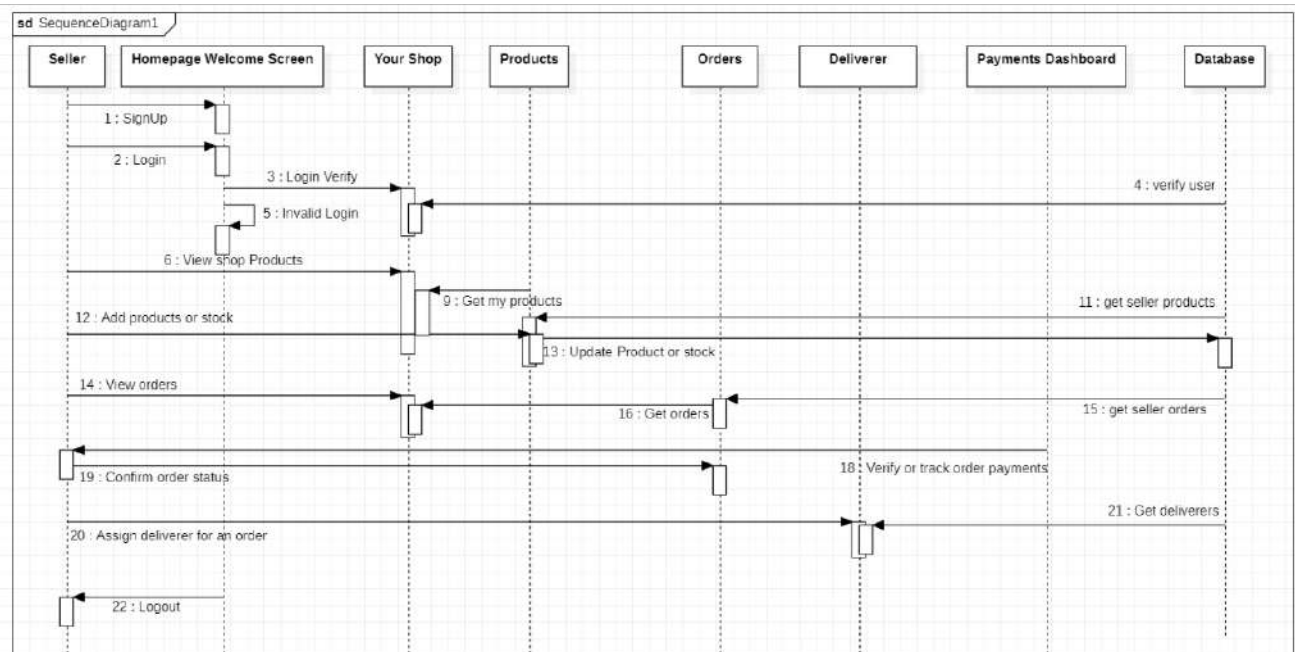 sd SequenceDiagram1
Seller
Homepage Welcome Screen
Your Shop
Products
Orders
Deliverer
Payments Dashboard
Database
1 : SignUp
2 : Login
3 : Login Verify
4 : verify user
5 : Invalid Login
6 : View shop Products
9 : Get my products
11 : get seller products
12 : Add products or stock
13 : Update Product or stock
14 : View orders
15 : get seller orders
16 : Get orders
18 : Verify or track order payments
19 : Confirm order status
21 : Get deliverers
20 : Assign deliverer for an order
22 : Logout